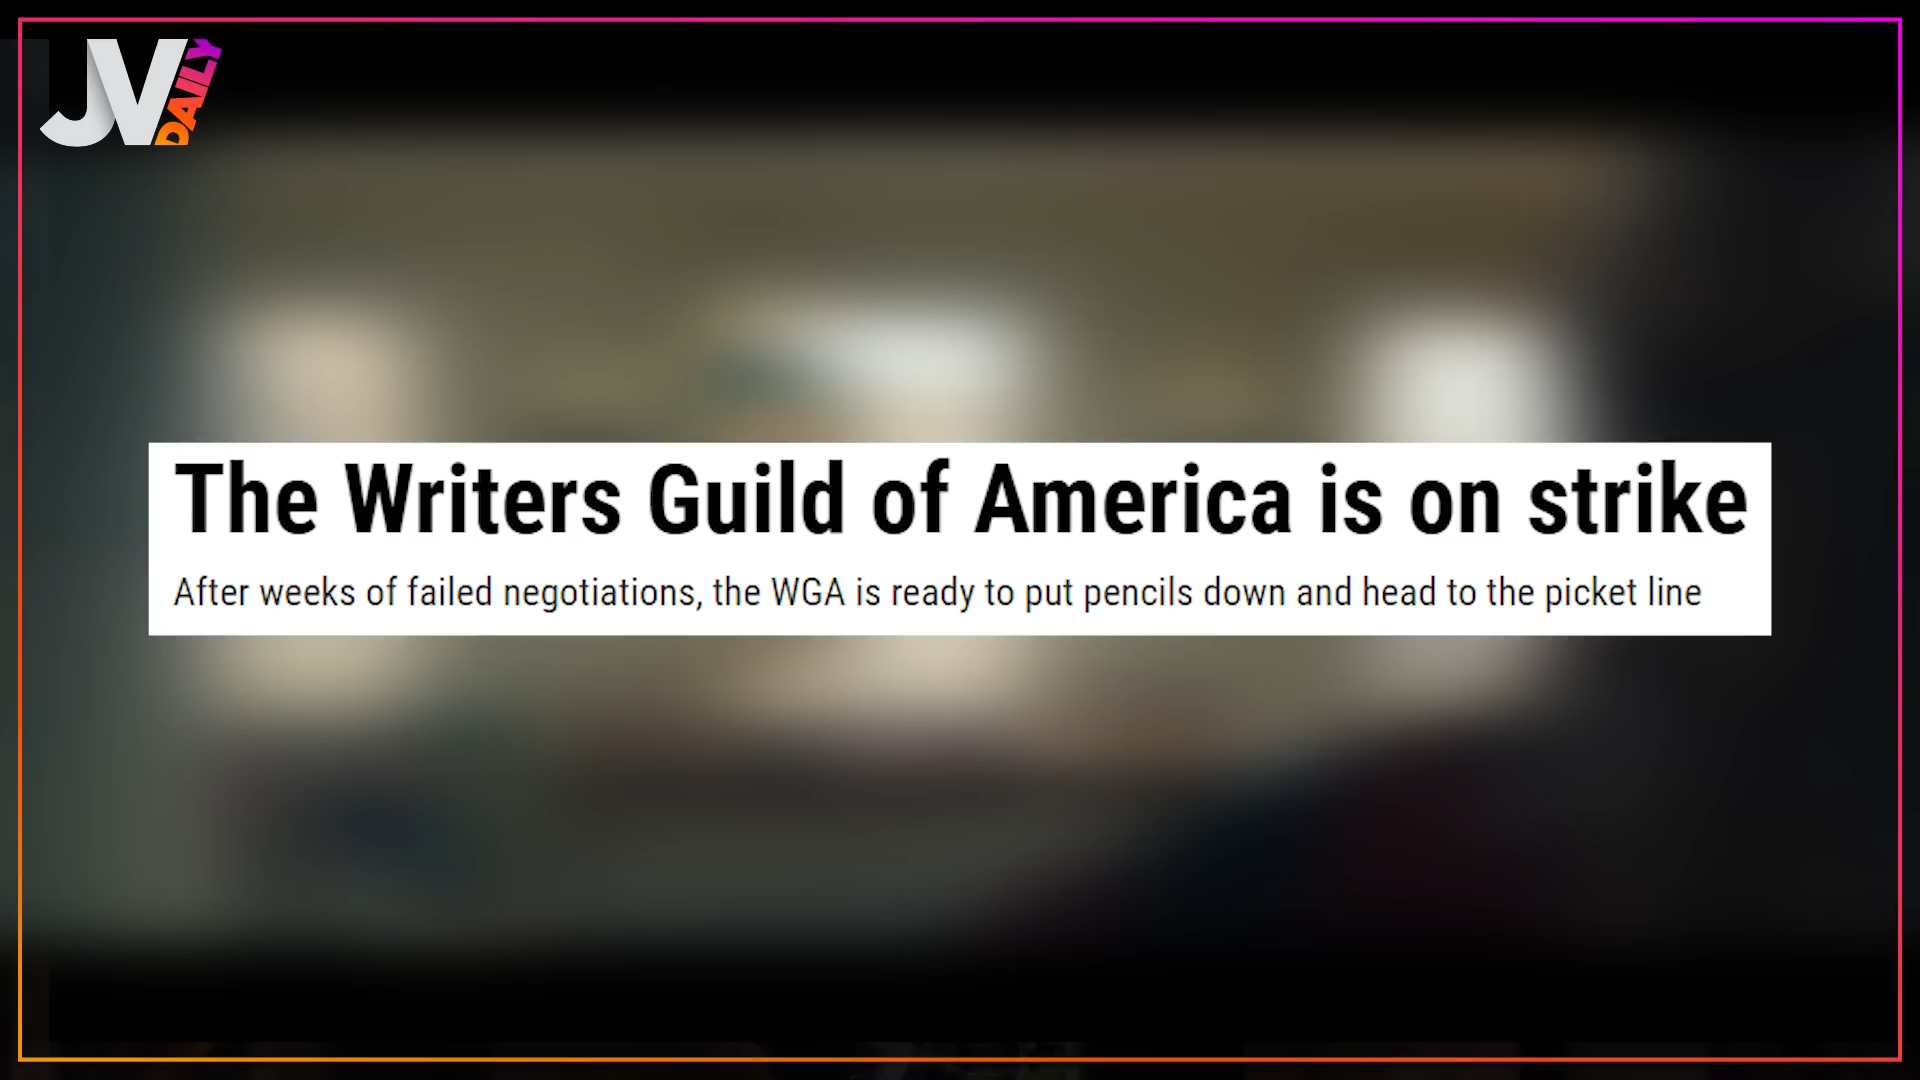 JV DAILY
The Writers Guild of America is on strike
After weeks of failed negotiations, the WGA is ready to put pencils down and head to the picket line